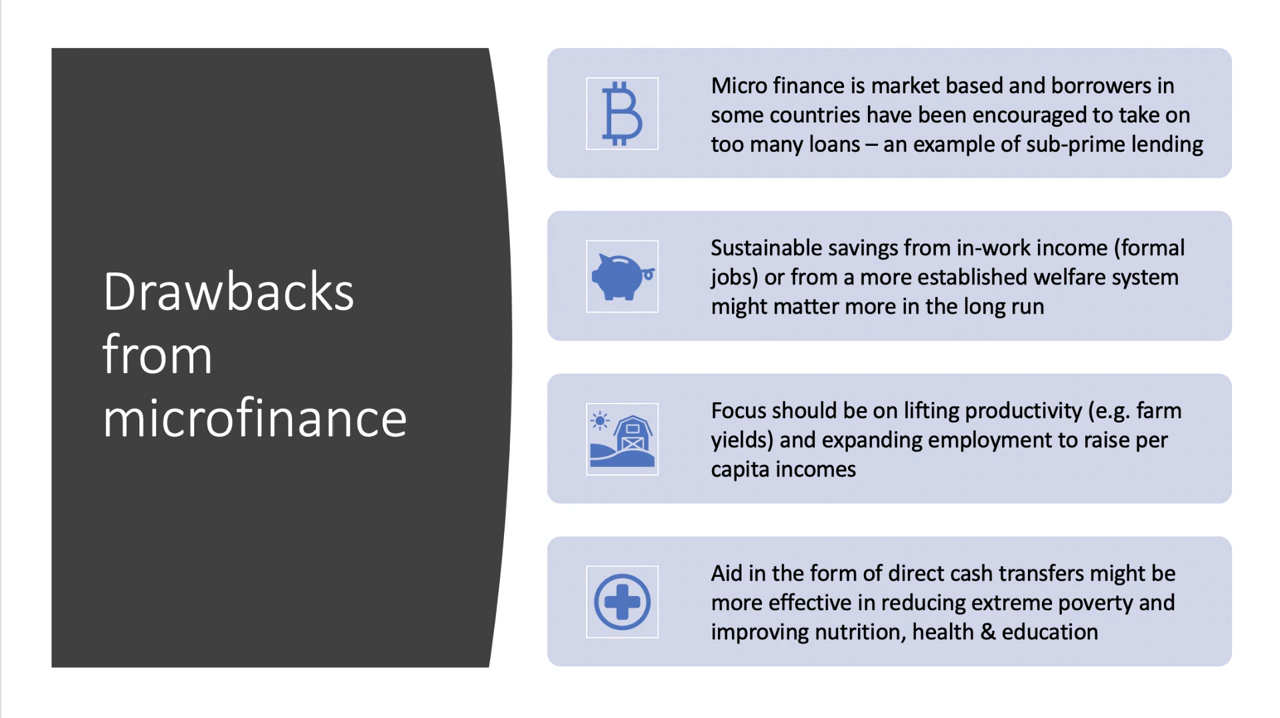 Drawbacks
from
microfinance
Micro finance is market based and borrowers in
some countries have been encouraged to take on
too many loans – an example of sub-prime lending
Sustainable savings from in-work income (formal
jobs) or from a more established welfare system
might matter more in the long run
Focus should be on lifting productivity (e.g. farm
yields) and expanding employment to raise per
capita incomes
Aid in the form of direct cash transfers might be
more effective in reducing extreme poverty and
improving nutrition, health & education